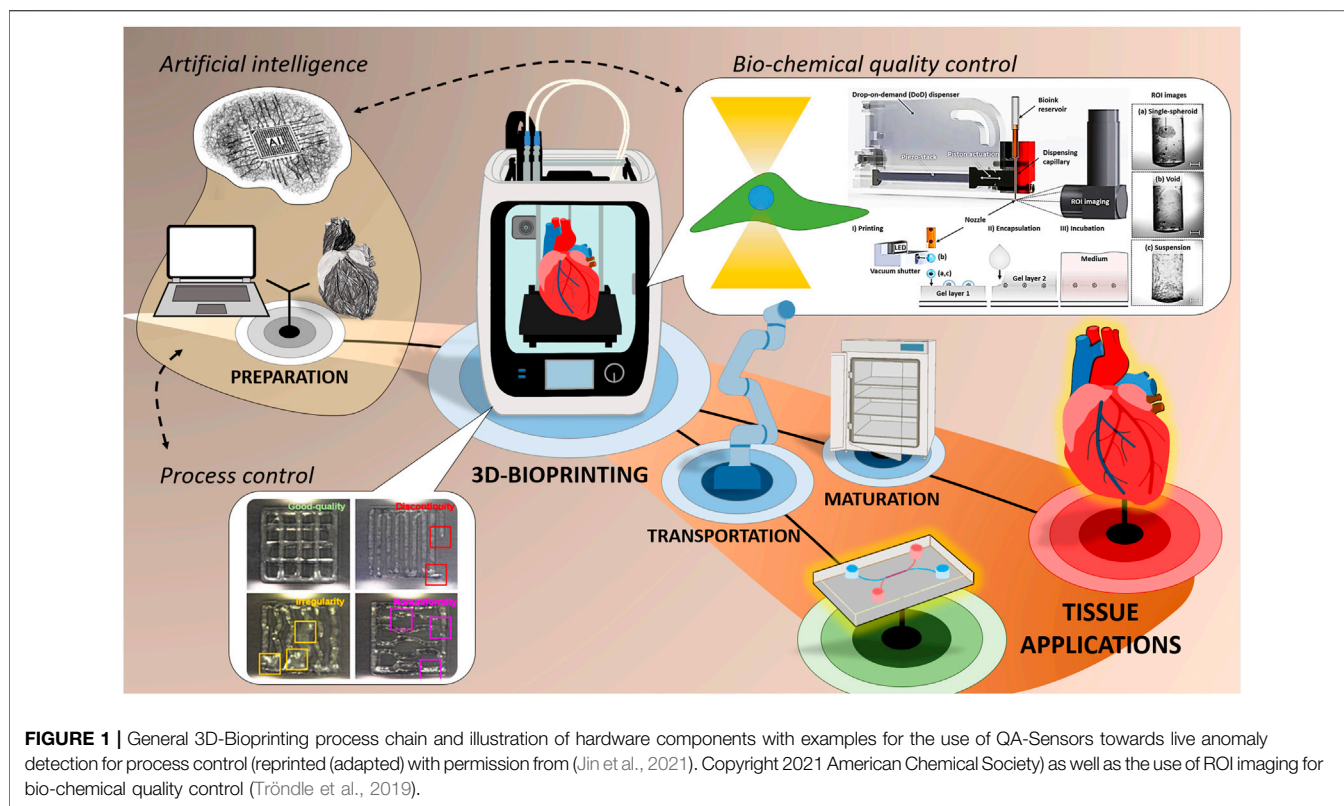 Artificial intelligence
AI
PREPARATION
Process control
Good-quality
Discontinuity
Irregularity
Nonuniformity
3D-BIOPRINTING
Bio-chemical quality control
Drop-on-demand (DoD) dispenser
Bioink
reservoir
Piezo-stack
Piston actuation
Dispensing
capillary
ROI imaging
Nozzle
I) Printing
II) Encapsulation
III) Incubation
LED
Vacuum shutter
(b)
(a,c)
Gel layer 1
Gel layer 2
Medium
ROI images
(a) Single-spheroid
(b) Void
(c) Suspension
TRANSPORTATION
MATURATION
TISSUE
APPLICATIONS
FIGURE 1 | General 3D-Bioprinting process chain and illustration of hardware components with examples for the use of QA-Sensors towards live anomaly
detection for process control (reprinted (adapted) with permission from (Jin et al., 2021). Copyright 2021 American Chemical Society) as well as the use of ROI imaging for
bio-chemical quality control (Tröndle et al., 2019).